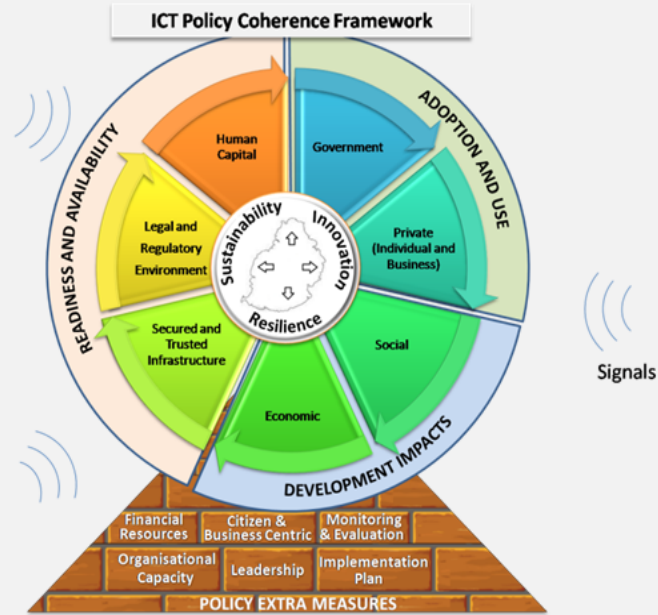 ICT Policy Coherence Framework
READINESS AND AVAILABILITY
ADOPTION AND USE
Human
Capital
Government
Legal and
Regulatory
Environment
Private
(Individual and
Business)
Sustainability
Innovation
Resilience
Secured and
Trusted
Infrastructure
Social
Economic
DEVELOPMENT IMPACTS
Signals
Financial
Resources
Citizen &
Business Centric
Monitoring
& Evaluation
Organisational
Capacity
Leadership
Implementation
Plan
POLICY EXTRA MEASURES